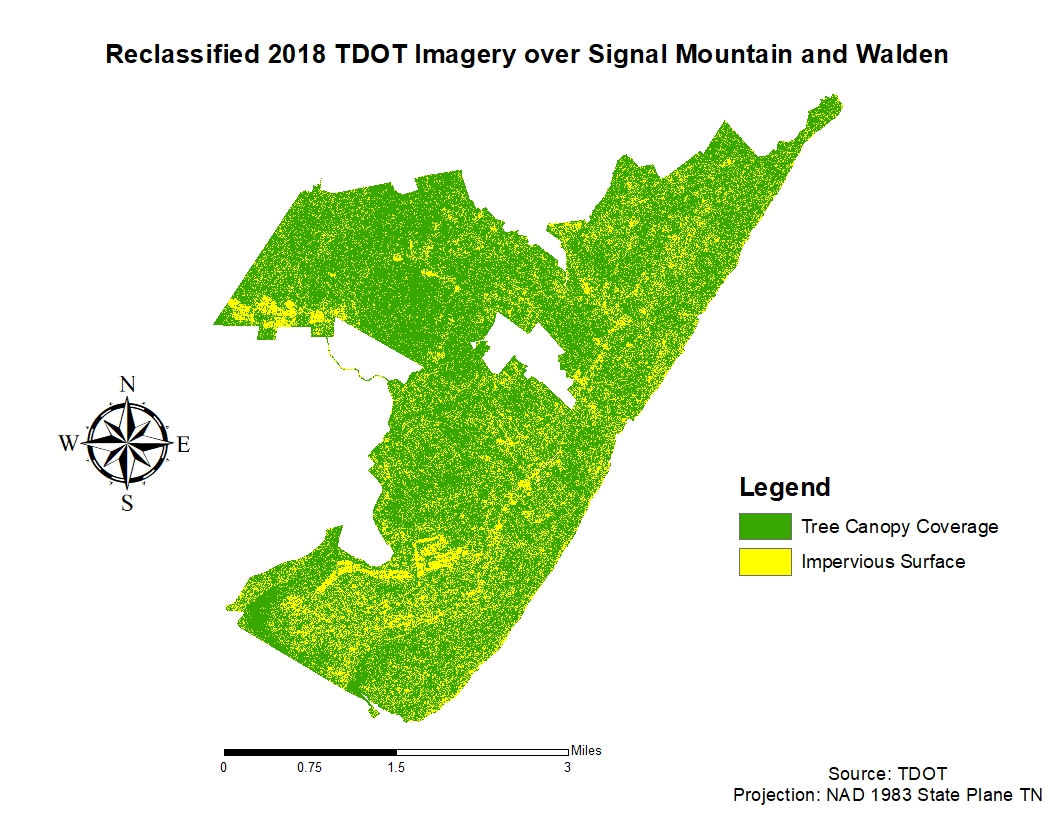 Reclassified 2018 TDOT Imagery over Signal Mountain and Walden
N
W E
S
Legend
Tree Canopy Coverage
Impervious Surface
Miles
0 0.75 1.5 3
Source: TDOT
Projection: NAD 1983 State Plane TN